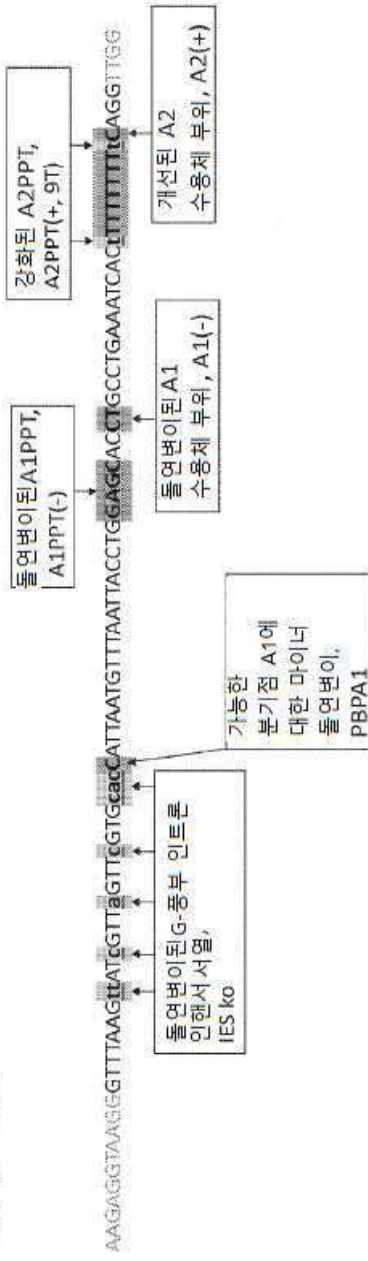 강화된 A2PPT,
A2PPT(+, 9T)
돌연변이된A1PPT,
A1PPT(-)
AAGAGGTAAGGGTTTAAGttATcGTTaGTTcGTGcacCATTAATGTTTAATTACCTGGAGCACCTGCCTGAAATCACtTTTTTTTTtCAGGTTGG
돌연변이된G-풍부 인트론
인핸서 서열,
IES ko
가능한
분기점 A1에
대한 마이너
돌연변이,
PBPA1
돌연변이된A1
수용체 부위, A1(-)
개선된 A2
수용체 부위, A2(+)